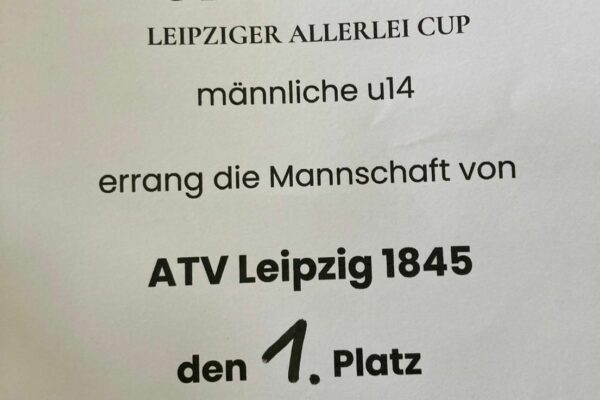 LEIPZIGER ALLERLEI CUP
männliche u14
errang die Mannschaft von
ATV Leipzig 1845
den 1. Platz